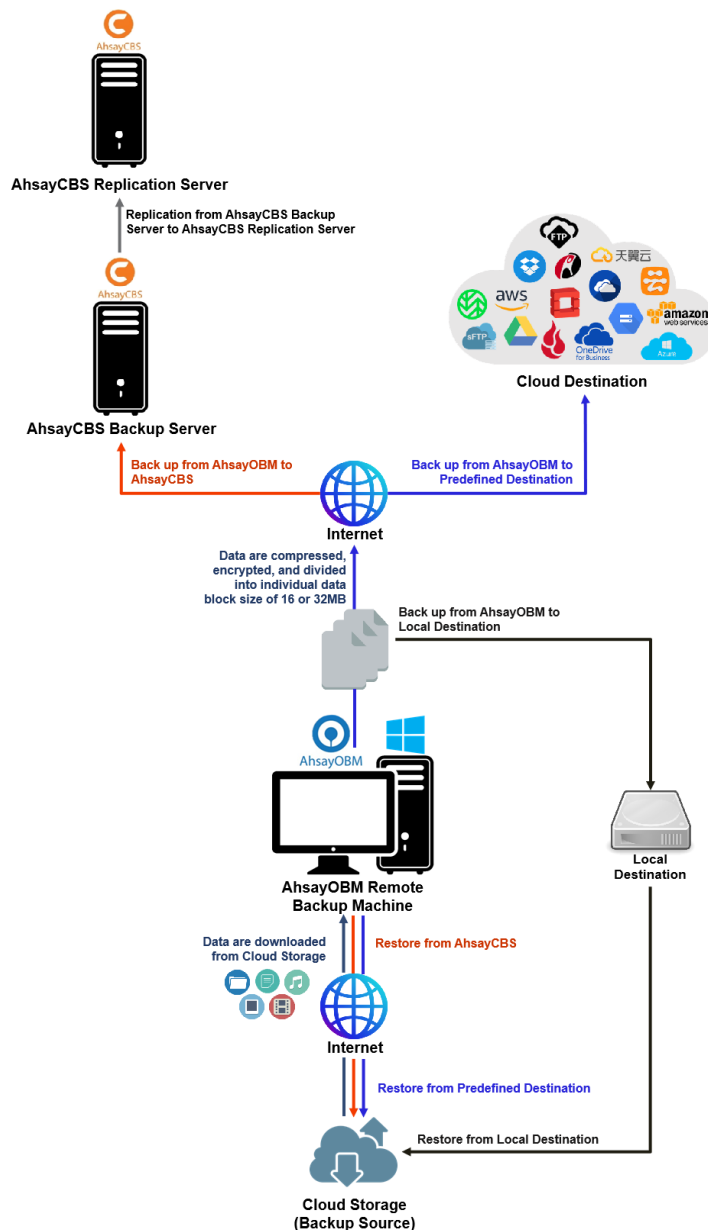 AhsayCBS
AhsayCBS Replication Server
Replication from AhsayCBS Backup
Server to AhsayCBS Replication Server
AhsayCBS
AhsayCBS Backup Server
FTP
天翼云
aws
amazon
web services
sFTP
OneDrive
for Business
Azure
Cloud Destination
Back up from AhsayOBM to
AhsayCBS
Back up from AhsayOBM to
Predefined Destination
Internet
Data are compressed,
encrypted, and divided
into individual data
block size of 16 or 32MB
Back up from AhsayOBM to
Local Destination
AhsayOBM
Local
Destination
AhsayOBM Remote
Backup Machine
Data are downloaded
from Cloud Storage
Restore from AhsayCBS
Internet
Restore from Predefined Destination
Restore from Local Destination
Cloud Storage
(Backup Source)